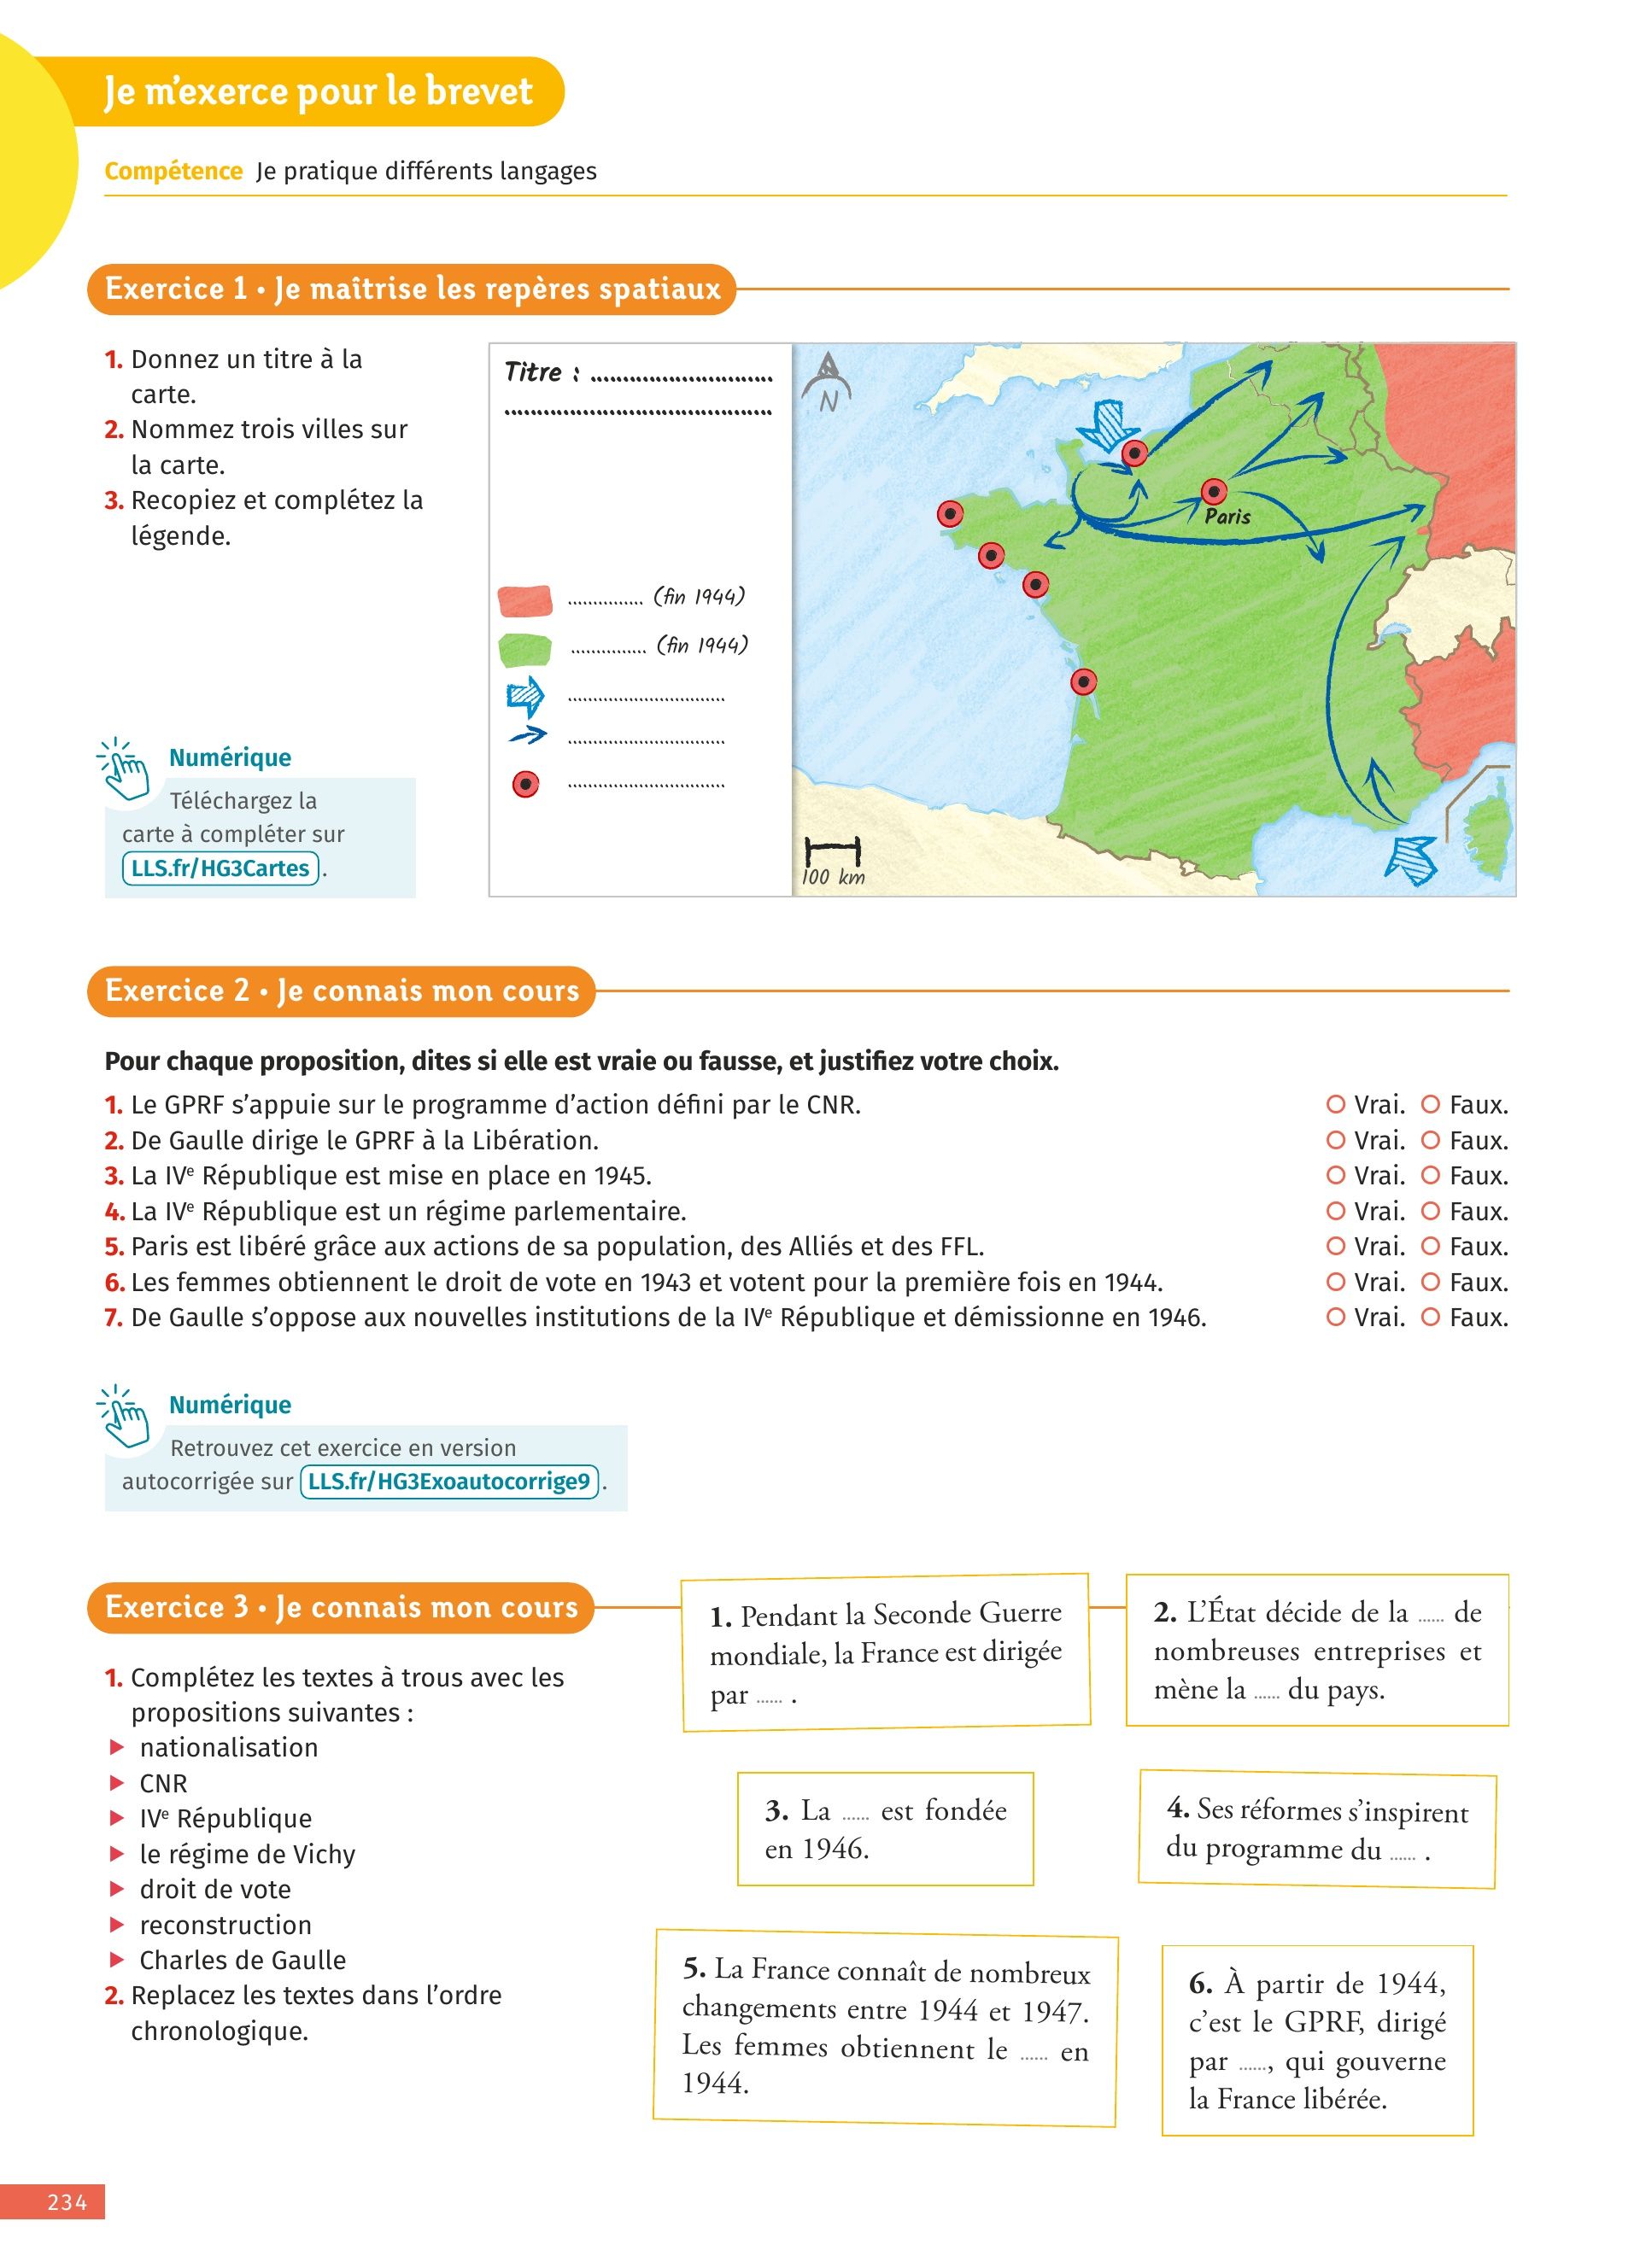 Je m'exerce pour le brevet
Compétence Je pratique différents langages
Exercice 1 • Je maîtrise les repères spatiaux
1. Donnez un titre à la
carte.
2. Nommez trois villes sur
la carte.
3. Recopiez et complétez la
légende.
Numérique
Téléchargez la
carte à compléter sur
LLS.fr/HG3Cartes .
Titre : ............................
.........................................
............... (fin 1944)
............... (fin 1944)
...............................
...............................
...............................
N
Paris
100 km
Exercice 2 • Je connais mon cours
Pour chaque proposition, dites si elle est vraie ou fausse, et justifiez votre choix.
1. Le GPRF s'appuie sur le programme d'action défini par le CNR. Vrai. Faux.
2. De Gaulle dirige le GPRF à la Libération. Vrai. Faux.
3. La IVe République est mise en place en 1945. Vrai. Faux.
4. La IVe République est un régime parlementaire. Vrai. Faux.
5. Paris est libéré grâce aux actions de sa population, des Alliés et des FFL. Vrai. Faux.
6. Les femmes obtiennent le droit de vote en 1943 et votent pour la première fois en 1944. Vrai. Faux.
7. De Gaulle s'oppose aux nouvelles institutions de la IVe République et démissionne en 1946. Vrai. Faux.
Numérique
Retrouvez cet exercice en version
autocorrigée sur LLS.fr/HG3Exoautocorrige9 .
Exercice 3 • Je connais mon cours
1. Complétez les textes à trous avec les
propositions suivantes :
▶ nationalisation
▶ CNR
▶ IVe République
▶ le régime de Vichy
▶ droit de vote
▶ reconstruction
▶ Charles de Gaulle
2. Replacez les textes dans l'ordre
chronologique.
1. Pendant la Seconde Guerre
mondiale, la France est dirigée
par ...... .
2. L'État décide de la ...... de
nombreuses entreprises et
mène la ...... du pays.
3. La ...... est fondée
en 1946.
4. Ses réformes s'inspirent
du programme du ...... .
5. La France connaît de nombreux
changements entre 1944 et 1947.
Les femmes obtiennent le ...... en
1944.
6. À partir de 1944,
c'est le GPRF, dirigé
par ......, qui gouverne
la France libérée.
234